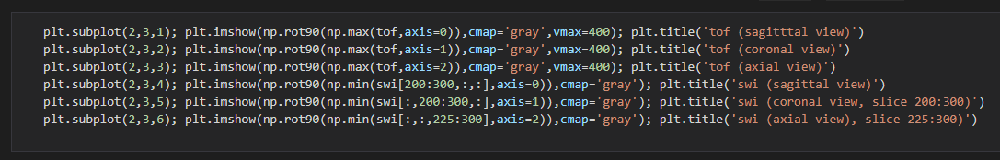 plt.subplot(2,3,1); plt.imshow(np.rot90(np.max(tof,axis=0)),cmap='gray',vmax=400); plt.title('tof (sagitttal view)')
plt.subplot(2,3,2); plt.imshow(np.rot90(np.max(tof,axis=1)),cmap='gray',vmax=400); plt.title('tof (coronal view)')
plt.subplot(2,3,3); plt.imshow(np.rot90(np.max(tof,axis=2)),cmap='gray',vmax=400); plt.title('tof (axial view)')
plt.subplot(2,3,4); plt.imshow(np.rot90(np.min(swi[200:300,:,:],axis=0)),cmap='gray'); plt.title('swi (sagittal view)')
plt.subplot(2,3,5); plt.imshow(np.rot90(np.min(swi[:,200:300,:],axis=1)),cmap='gray'); plt.title('swi (coronal view, slice 200:300)')
plt.subplot(2,3,6); plt.imshow(np.rot90(np.min(swi[:,:,225:300],axis=2)),cmap='gray'); plt.title('swi (axial view), slice 225:300)')